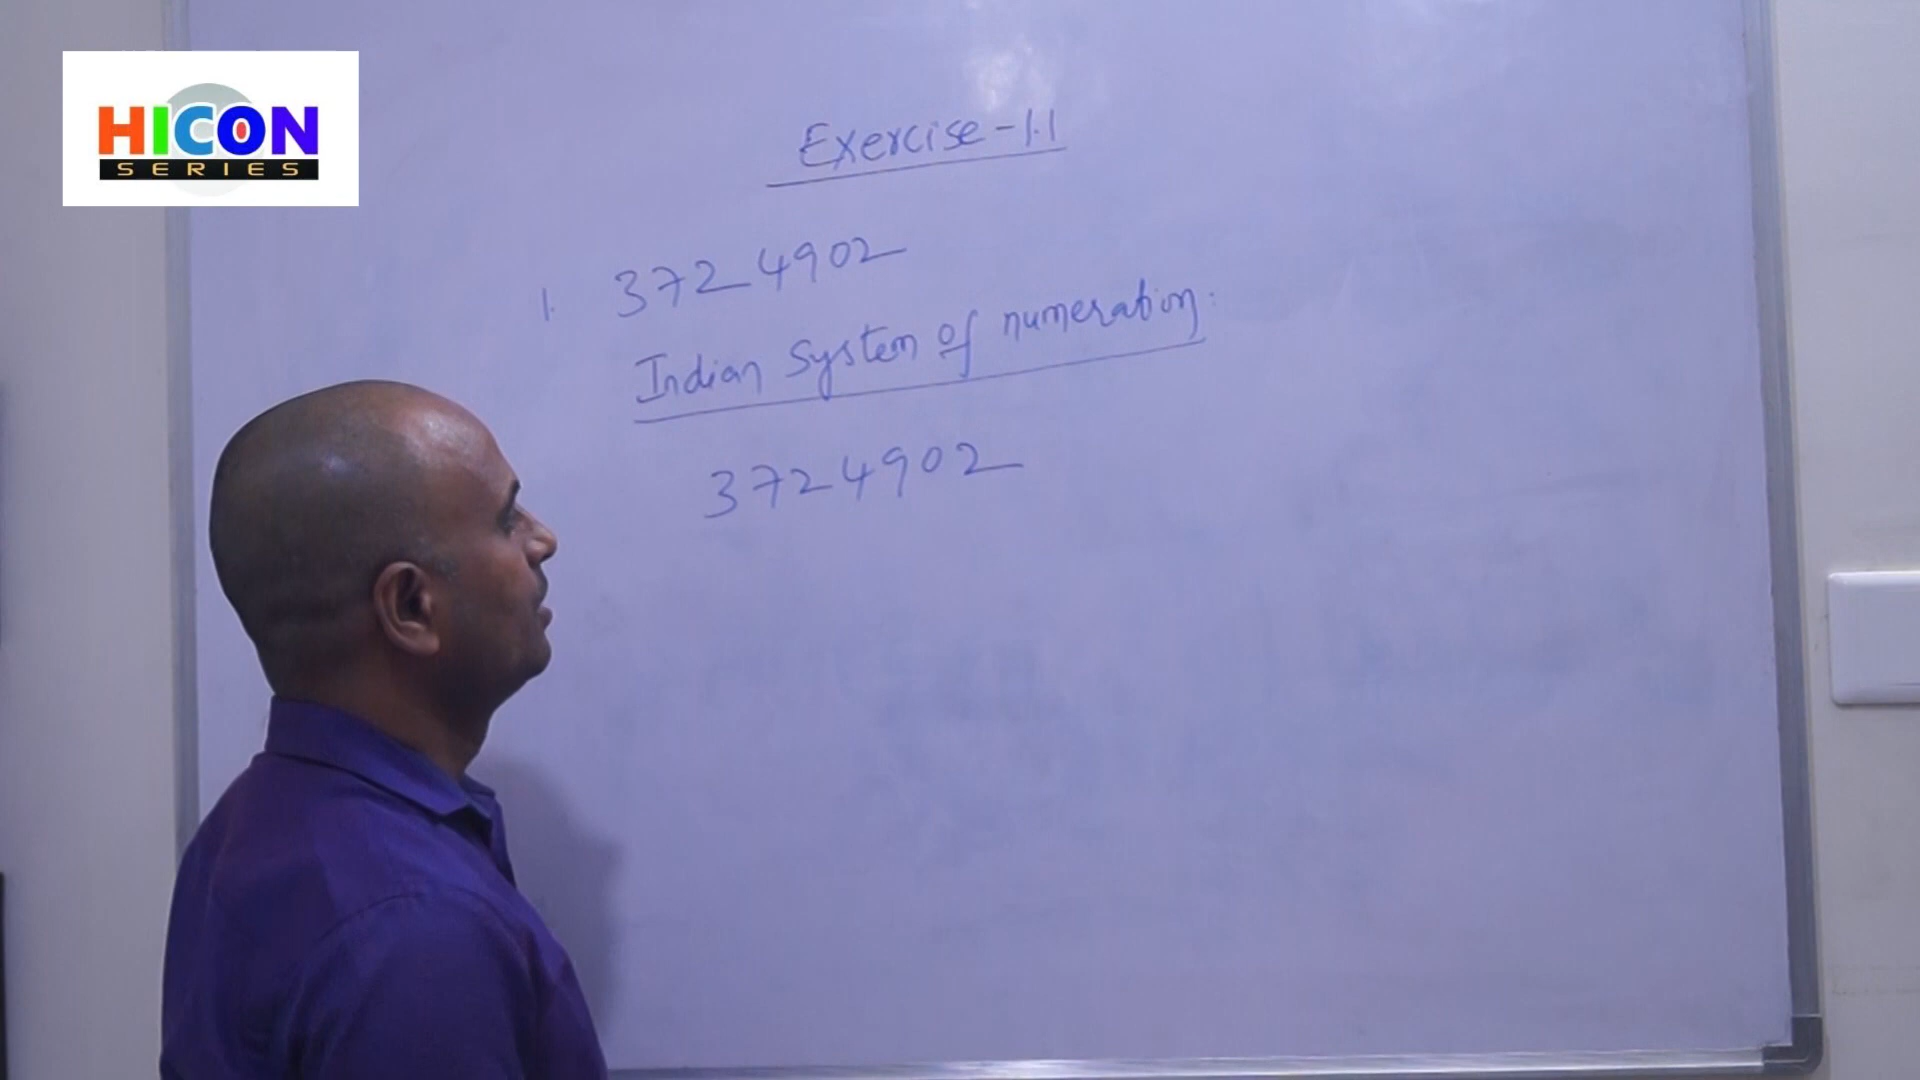 HICON
SERIES
Exercise-1.1
1. 3724902
Indian System of numeration:
3724902